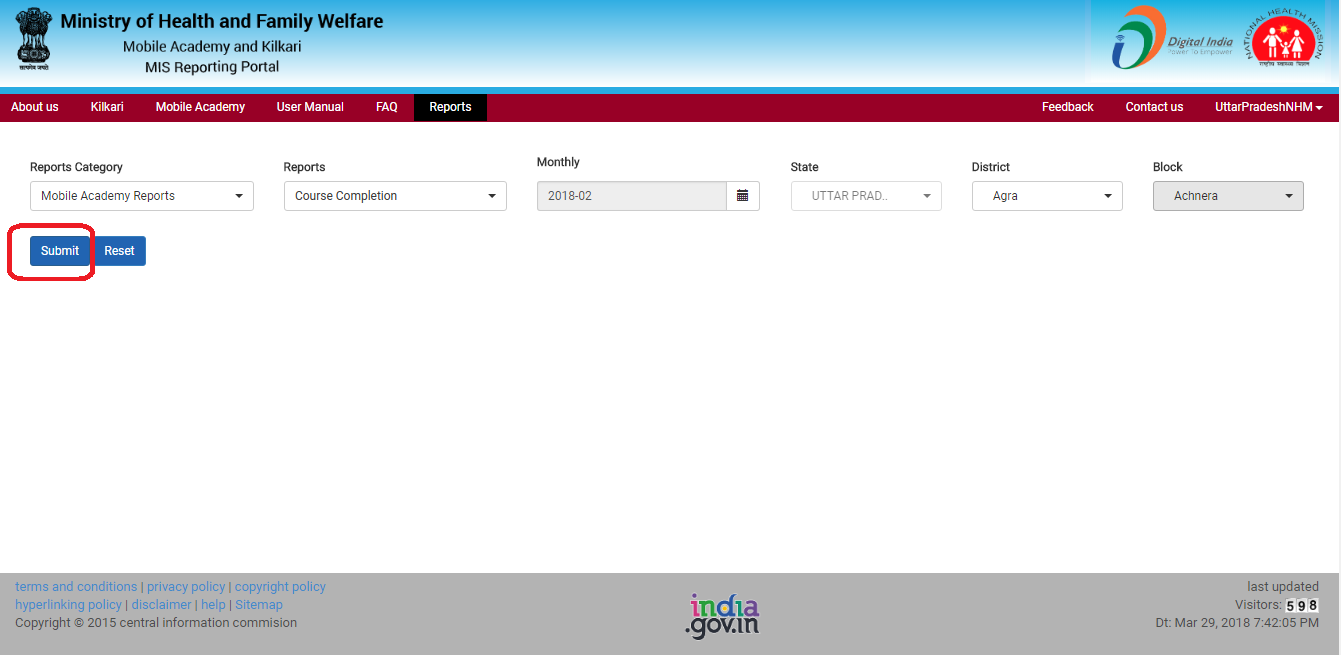 Ministry of Health and Family Welfare
Mobile Academy and Kilkari
MIS Reporting Portal
सत्यमेव जयते
Digital India
Power To Empower
NATIONAL HEALTH MISSION
राष्ट्रीय स्वास्थ्य मिशन
About us Kilkari Mobile Academy User Manual FAQ Reports Feedback Contact us UttarPradeshNHM
Reports Category Reports Monthly State District Block
Mobile Academy Reports Course Completion 2018-02 UTTAR PRAD.. Agra Achnera
Submit Reset
terms and conditions | privacy policy | copyright policy
hyperlinking policy | disclaimer | help | Sitemap
Copyright © 2015 central information commision
india
.gov.in
last updated
Visitors: 598
Dt: Mar 29, 2018 7:42:05 PM